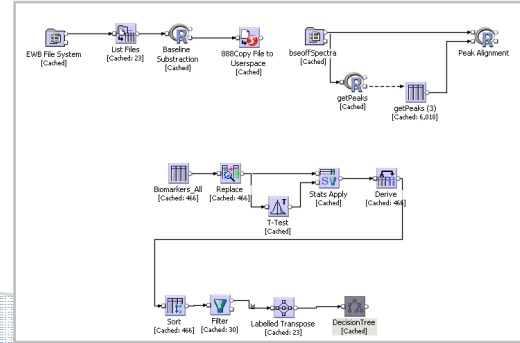 EWB File System
[Cached]
List Files
[Cached: 23]
Baseline
Substraction
[Cached]
888Copy File to
Userspace
[Cached]
bseoffSpectra
[Cached]
Peak Alignment
getPeaks
[Cached]
getPeaks (3)
[Cached: 6,018]
Biomarkers_All
[Cached: 466]
Replace
[Cached: 466]
T-Test
[Cached]
Stats Apply
[Cached]
Derive
[Cached: 466]
Sort
[Cached: 466]
Filter
[Cached: 30]
Labelled Transpose
[Cached: 23]
DecisionTree
[Cached]